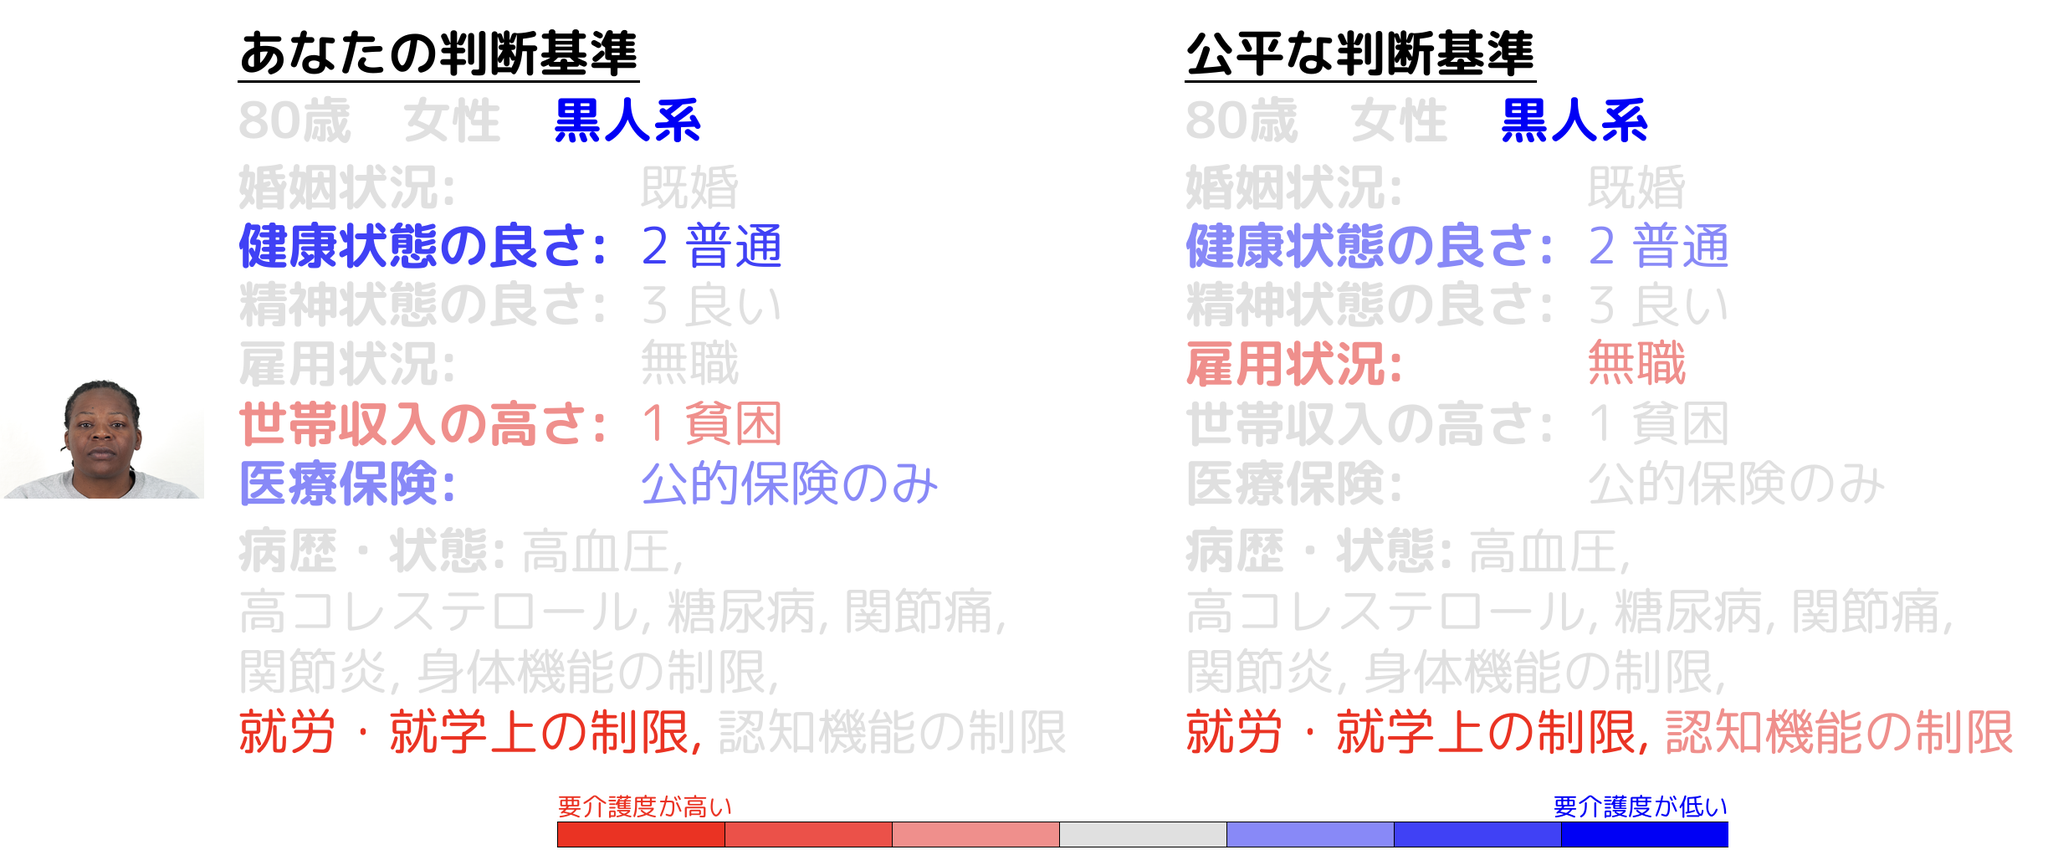 あなたの判断基準
80歳 女性 黒人系
婚姻状況: 既婚
健康状態の良さ: 2 普通
精神状態の良さ: 3 良い
雇用状況: 無職
世帯収入の高さ: 1 貧困
医療保険: 公的保険のみ
病歴・状態: 高血圧,
高コレステロール, 糖尿病, 関節痛,
関節炎, 身体機能の制限,
就労・就学上の制限, 認知機能の制限
公平な判断基準
80歳 女性 黒人系
婚姻状況: 既婚
健康状態の良さ: 2 普通
精神状態の良さ: 3 良い
雇用状況: 無職
世帯収入の高さ: 1 貧困
医療保険: 公的保険のみ
病歴・状態: 高血圧,
高コレステロール, 糖尿病, 関節痛,
関節炎, 身体機能の制限,
就労・就学上の制限, 認知機能の制限
要介護度が高い
要介護度が低い